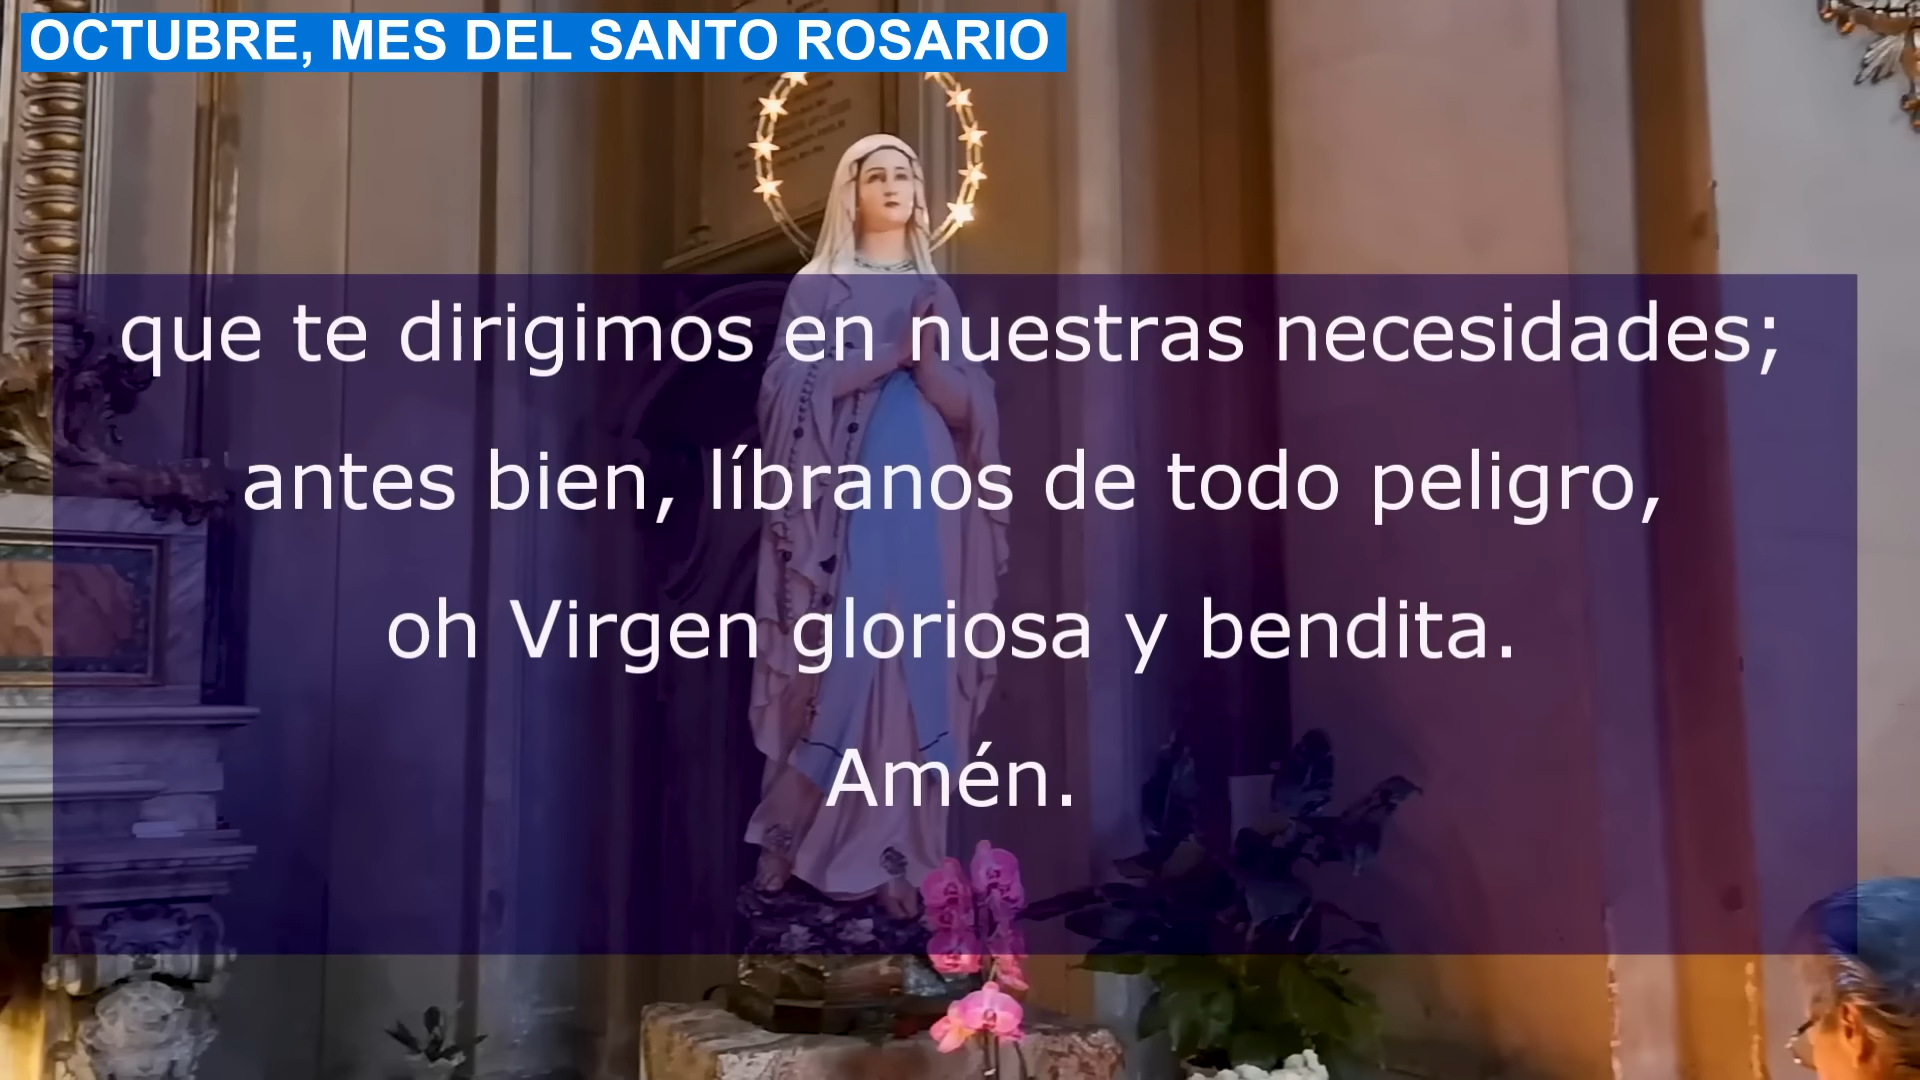 OCTUBRE, MES DEL SANTO ROSARIO
que te dirigimos en nuestras necesidades;
antes bien, líbranos de todo peligro,
oh Virgen gloriosa y bendita.
Amén.